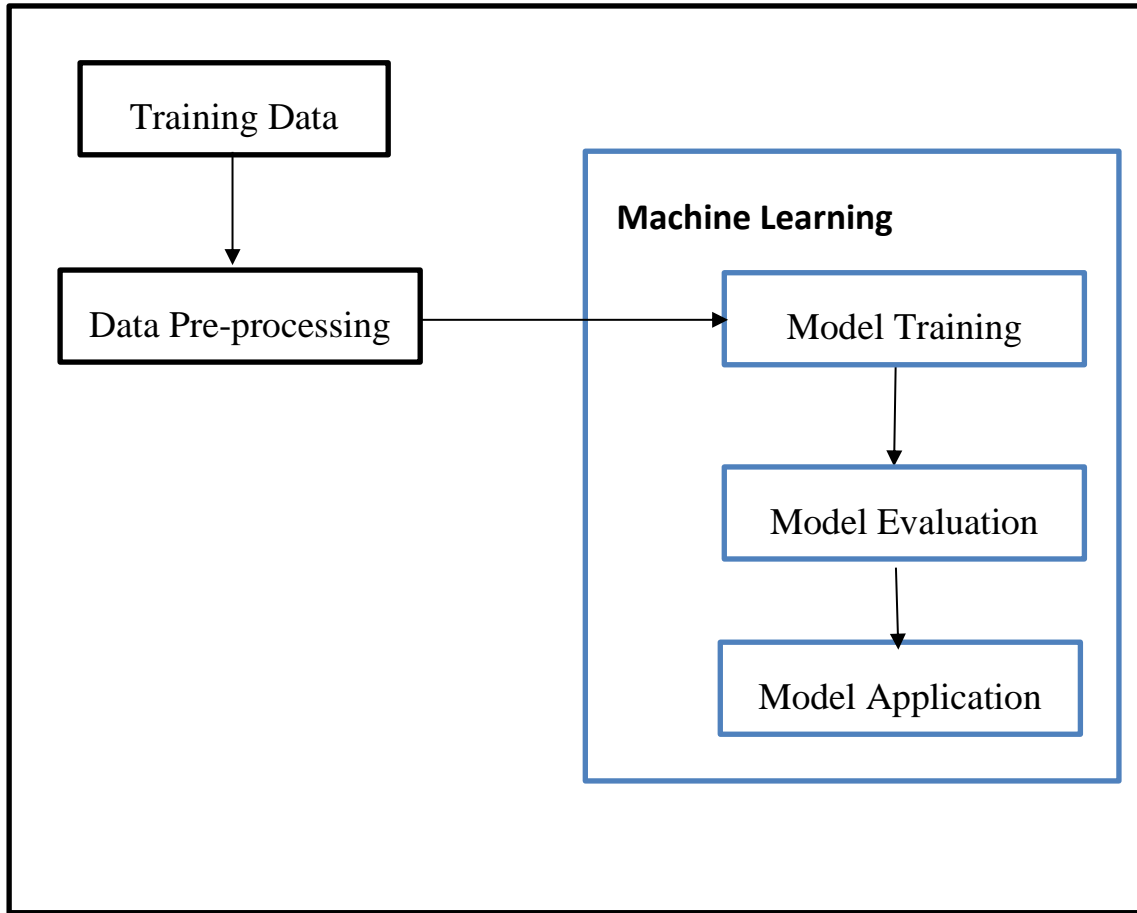 Training Data
Machine Learning
Data Pre-processing
Model Training
Model Evaluation
Model Application